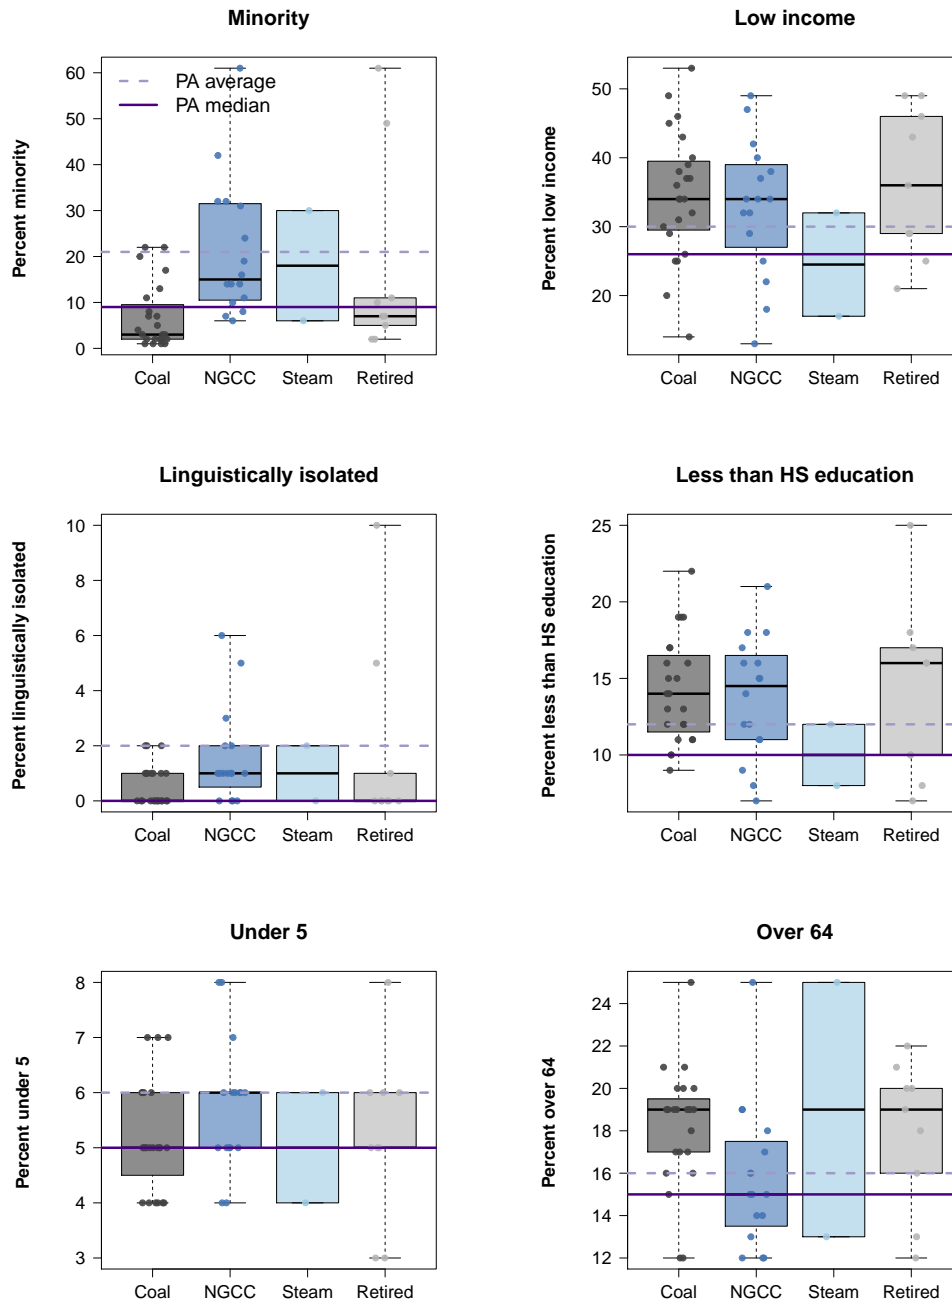 Minority
Percent minority
60
50
40
30
20
10
0
PA average
PA median
Coal NGCC Steam Retired
Low income
Percent low income
50
40
30
20
Coal NGCC Steam Retired
Linguistically isolated
Percent linguistically isolated
10
8
6
4
2
0
Coal NGCC Steam Retired
Less than HS education
Percent less than HS education
25
20
15
10
Coal NGCC Steam Retired
Under 5
Percent under 5
8
7
6
5
4
3
Coal NGCC Steam Retired
Over 64
Percent over 64
24
22
20
18
16
14
12
Coal NGCC Steam Retired